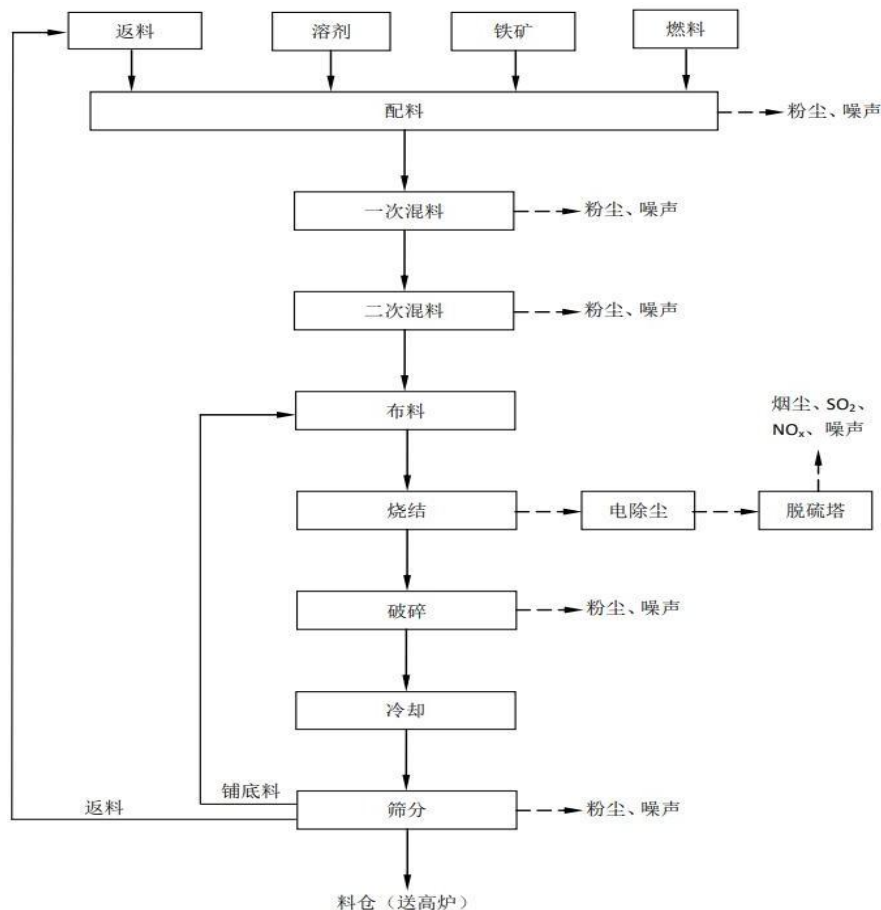 返料
溶剂
铁矿
燃料
配料
粉尘、噪声
一次混料
粉尘、噪声
二次混料
粉尘、噪声
布料
烟尘、SO₂、
NOₓ、噪声
烧结
电除尘
脱硫塔
破碎
粉尘、噪声
冷却
铺底料
返料
筛分
粉尘、噪声
料仓（送高炉）